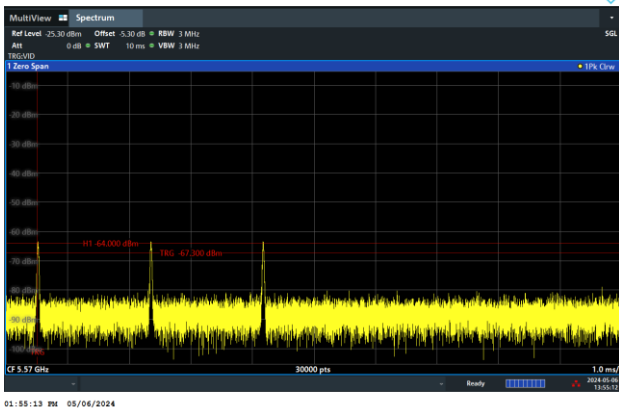 MultiView Spectrum
Ref Level -25.30 dBm Offset -5.30 dB RBW 3 MHz SGL
Att 0 dB SWT 10 ms VBW 3 MHz
TRG:VID
1 Zero Span 1Pk Clrw
-10 dBm
-20 dBm
-30 dBm
-40 dBm
-50 dBm
-60 dBm
H1 -64.000 dBm
TRG -67.300 dBm
-70 dBm
-80 dBm
-90 dBm
-100 dBm
TRG
CF 5.57 GHz 30000 pts 1.0 ms/
Ready 2024-05-06
13:55:12
01:55:13 PM 05/06/2024